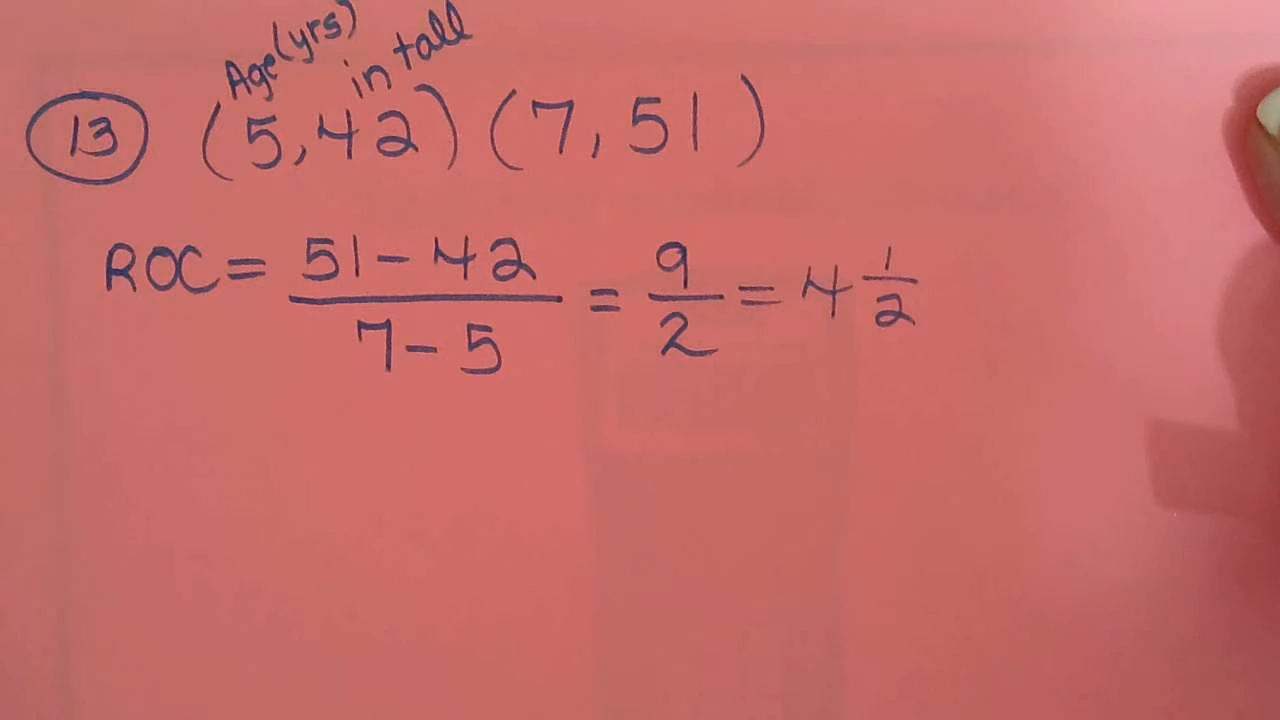 Age(yrs) in tall
13 (5,42) (7,51)
ROC = 51-42 / 7-5 = 9/2 = 4 1/2